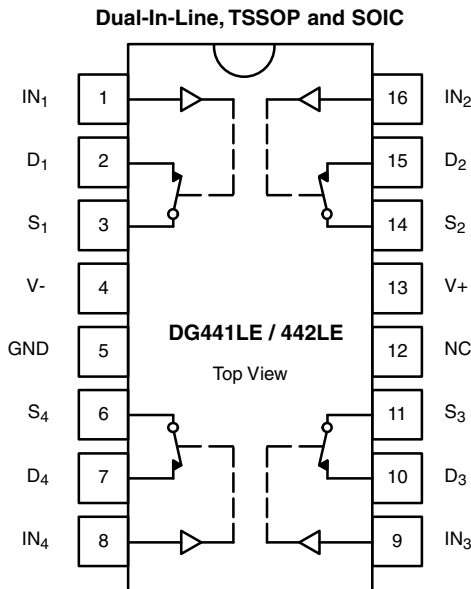 Dual-In-Line, TSSOP and SOIC
IN1 1 16 IN2
D1 2 15 D2
S1 3 14 S2
V- 4 13 V+
GND 5 DG441LE / 442LE 12 NC
Top View
S4 6 11 S3
D4 7 10 D3
IN4 8 9 IN3